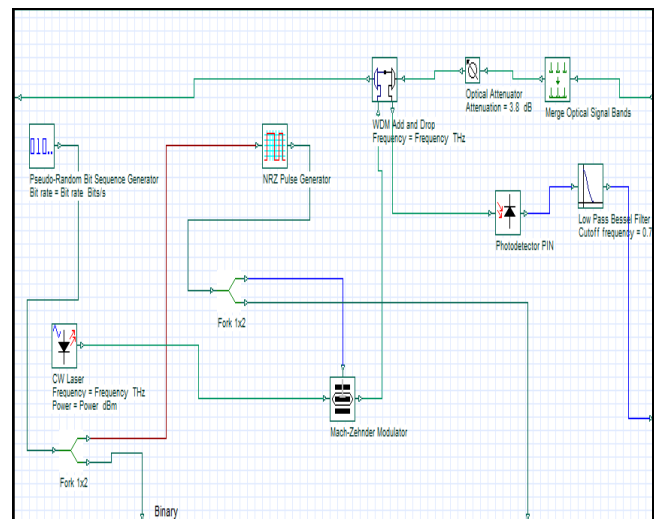 Optical Attenuator
Attenuation = 3.8 dB
Merge Optical Signal Bands
WDM Add and Drop
Frequency = Frequency THz
Pseudo-Random Bit Sequence Generator
Bit rate = Bit rate Bits/s
NRZ Pulse Generator
Low Pass Bessel Filter
Cutoff frequency = 0.7
Photodetector PIN
Fork 1x2
CW Laser
Frequency = Frequency THz
Power = Power dBm
Mach-Zehnder Modulator
Fork 1x2
Binary